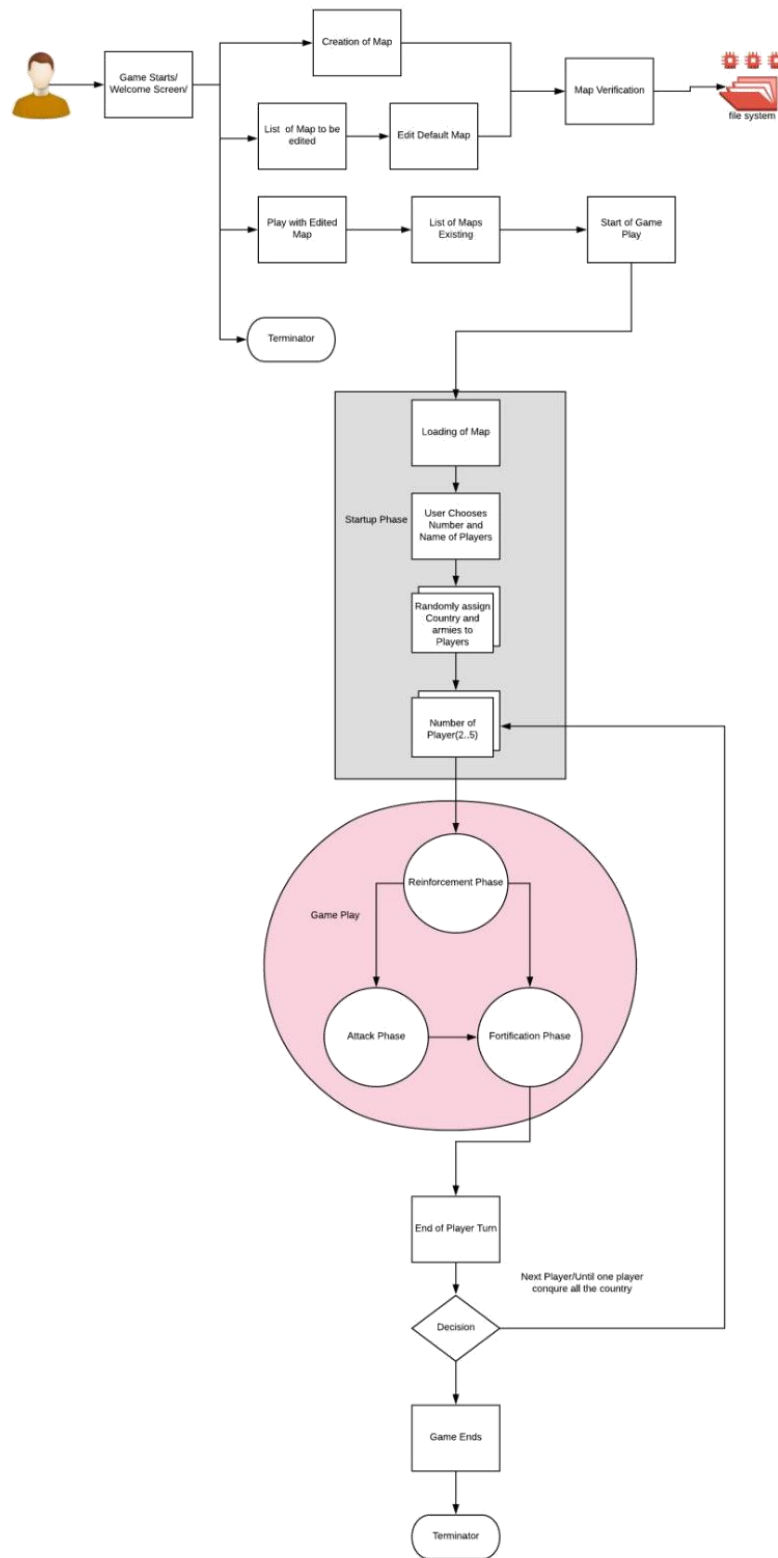 Creation of Map
Game Starts/
Welcome Screen/
Map Verification
file system
List of Map to be
edited
Edit Default Map
Play with Edited
Map
List of Maps
Existing
Start of Game
Play
Terminator
Loading of Map
Startup Phase
User Chooses
Number and
Name of Players
Randomly assign
Country and
armies to
Players
Number of
Player(2..5)
Reinforcement Phase
Game Play
Attack Phase
Fortification Phase
End of Player Turn
Next Player/Until one player
conqure all the country
Decision
Game Ends
Terminator